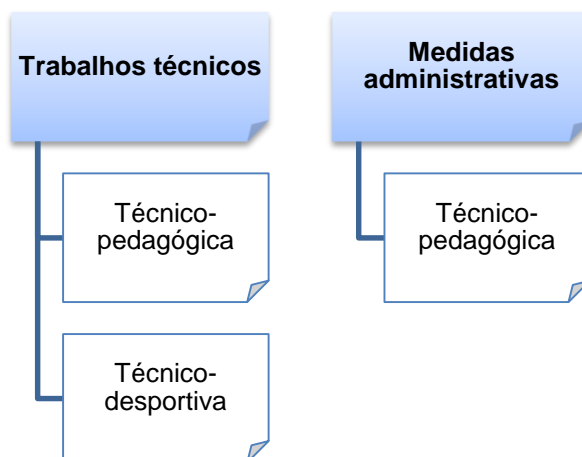 Trabalhos técnicos
Técnico-
pedagógica
Técnico-
desportiva
Medidas
administrativas
Técnico-
pedagógica